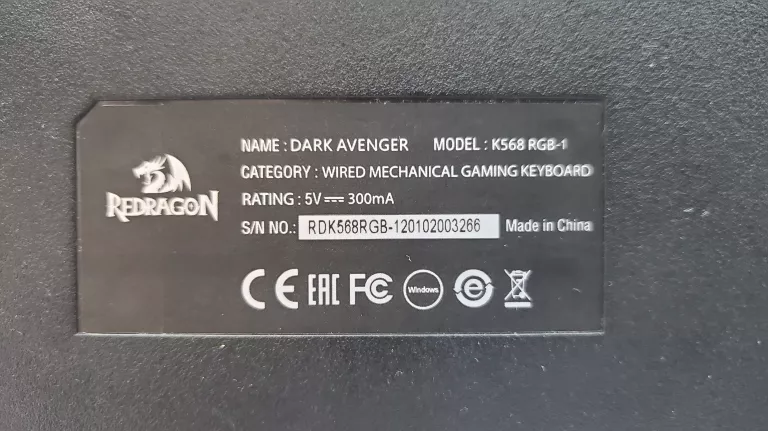 REDRAGON
NAME : DARK AVENGER MODEL : K568 RGB-1
CATEGORY : WIRED MECHANICAL GAMING KEYBOARD
RATING : 5V⎓300mA
S/N NO.: RDK568RGB-120102003266 Made in China
CE EAC FC Windows e